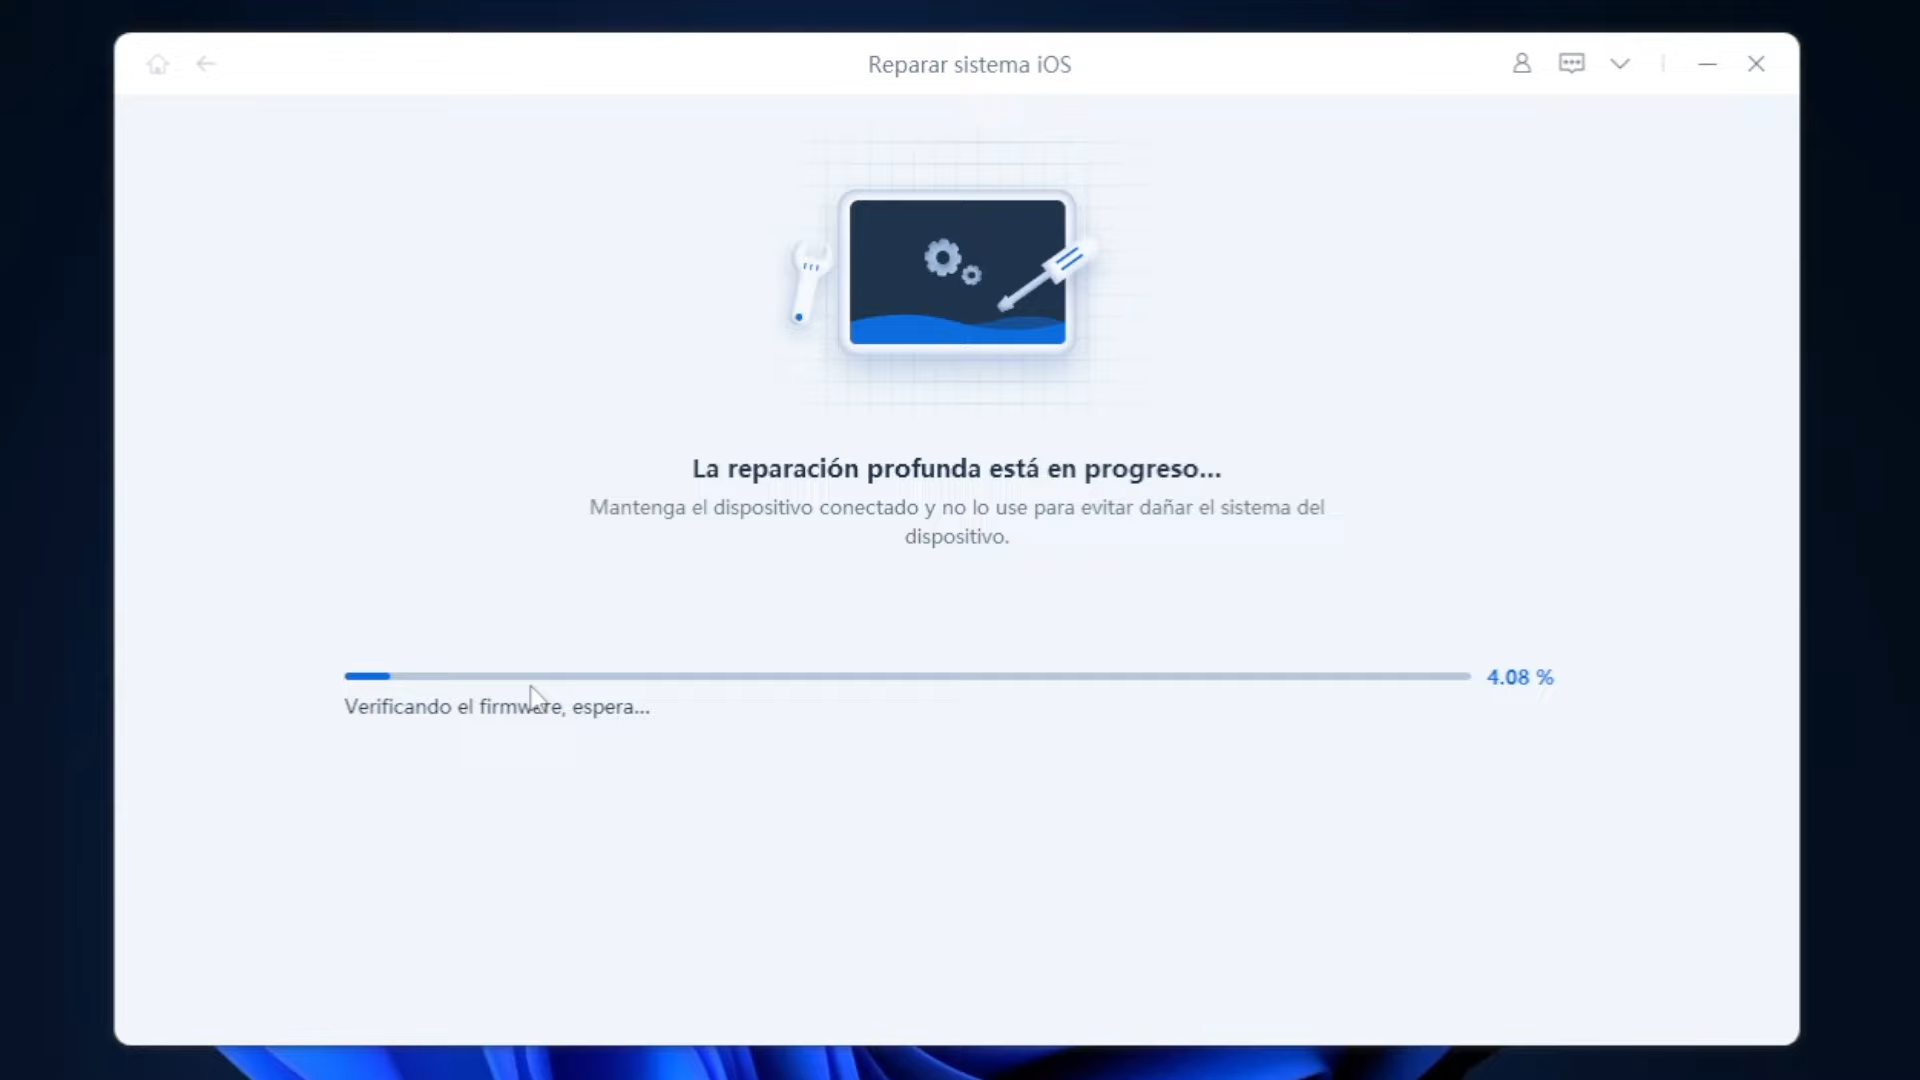 Reparar sistema iOS
La reparación profunda está en progreso...
Mantenga el dispositivo conectado y no lo use para evitar dañar el sistema del
dispositivo.
4.08 %
Verificando el firmware, espera...